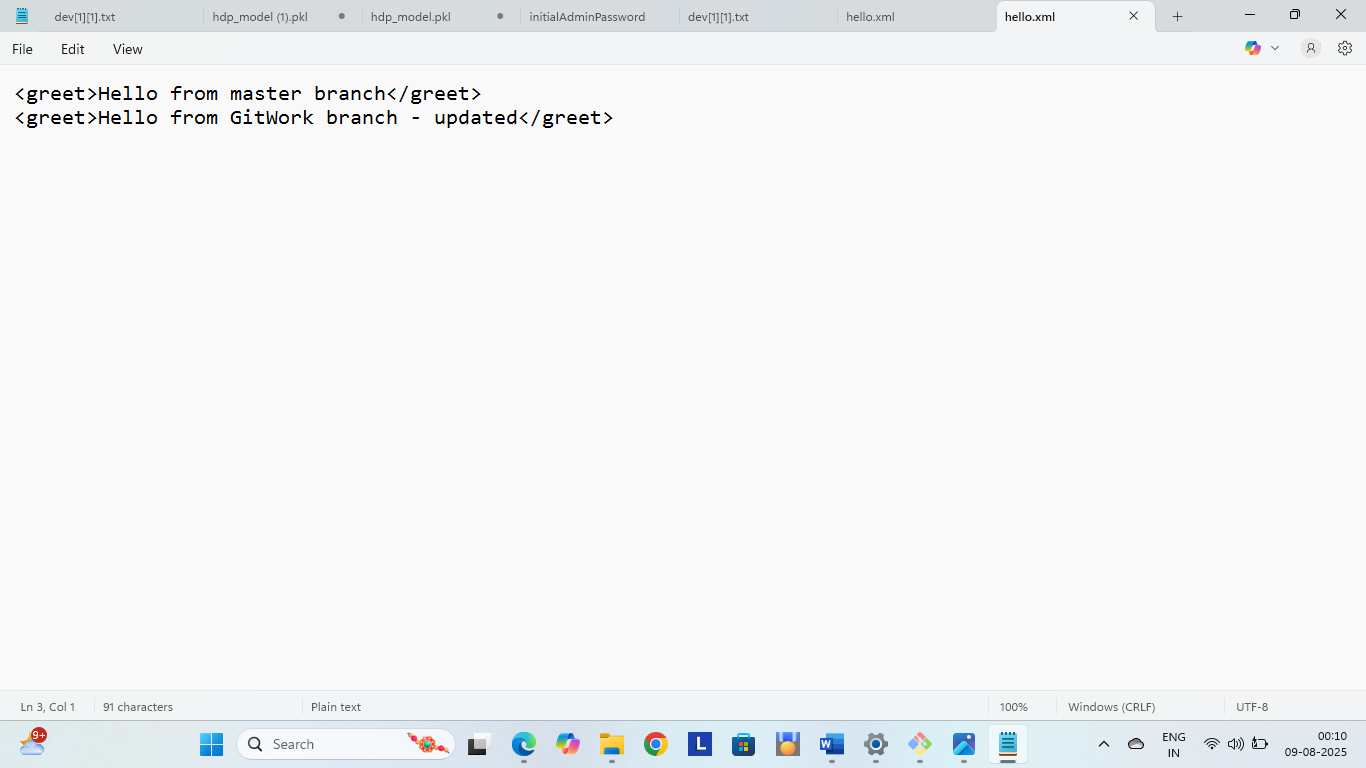 dev[1][1].txt
hdp_model (1).pkl
hdp_model.pkl
initialAdminPassword
dev[1][1].txt
hello.xml
hello.xml
File Edit View
<greet>Hello from master branch</greet>
<greet>Hello from GitWork branch - updated</greet>
Ln 3, Col 1
91 characters
Plain text
100%
Windows (CRLF)
UTF-8
9+
Search
L
W
ENG
IN
00:10
09-08-2025